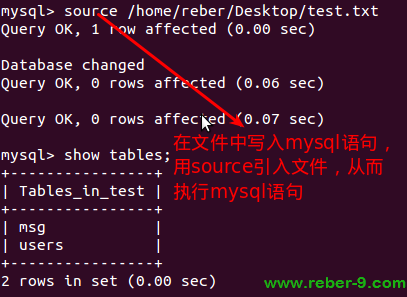 mysql> source /home/reber/Desktop/test.txt
Query OK, 1 row affected (0.00 sec)
Database changed
Query OK, 0 rows affected (0.06 sec)
Query OK, 0 rows affected (0.07 sec)
在文件中写入mysql语句，
用source引入文件，从而
执行mysql语句
mysql> show tables;
+----------------+
| Tables_in_test |
+----------------+
| msg            |
| users          |
+----------------+
2 rows in set (0.00 sec)
www.reber-9.com